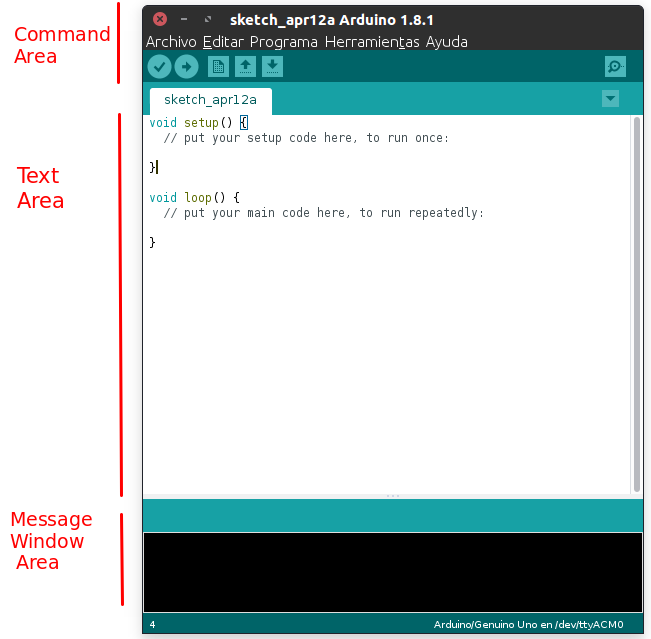 Command
Area
sketch_apr12a Arduino 1.8.1
Archivo Editar Programa Herramientas Ayuda
sketch_apr12a
Text
Area
void setup() {
  // put your setup code here, to run once:
}
void loop() {
  // put your main code here, to run repeatedly:
}
Message
Window
Area
4
Arduino/Genuino Uno en /dev/ttyACM0